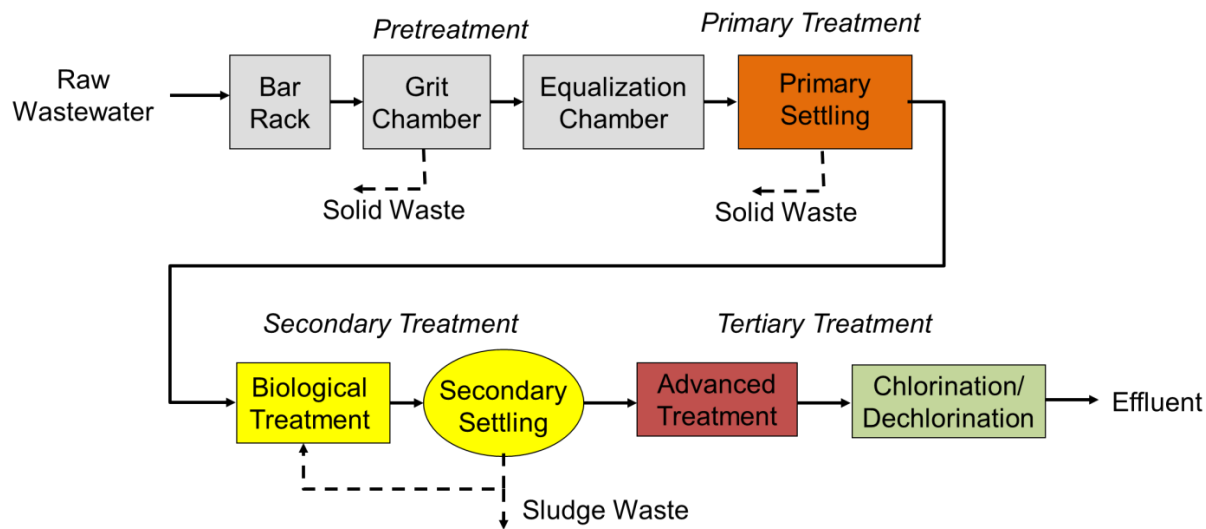 Pretreatment
Primary Treatment
Raw
Wastewater
Bar
Rack
Grit
Chamber
Equalization
Chamber
Primary
Settling
Solid Waste
Solid Waste
Secondary Treatment
Tertiary Treatment
Biological
Treatment
Secondary
Settling
Advanced
Treatment
Chlorination/
Dechlorination
Effluent
Sludge Waste